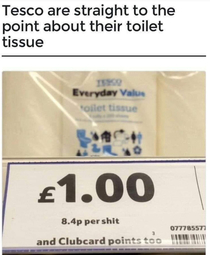 Tesco are straight to the
point about their toilet
tissue
TESCO
Everyday Value
toilet tissue
£1.00
8.4p per shit
and Clubcard points too
07778557